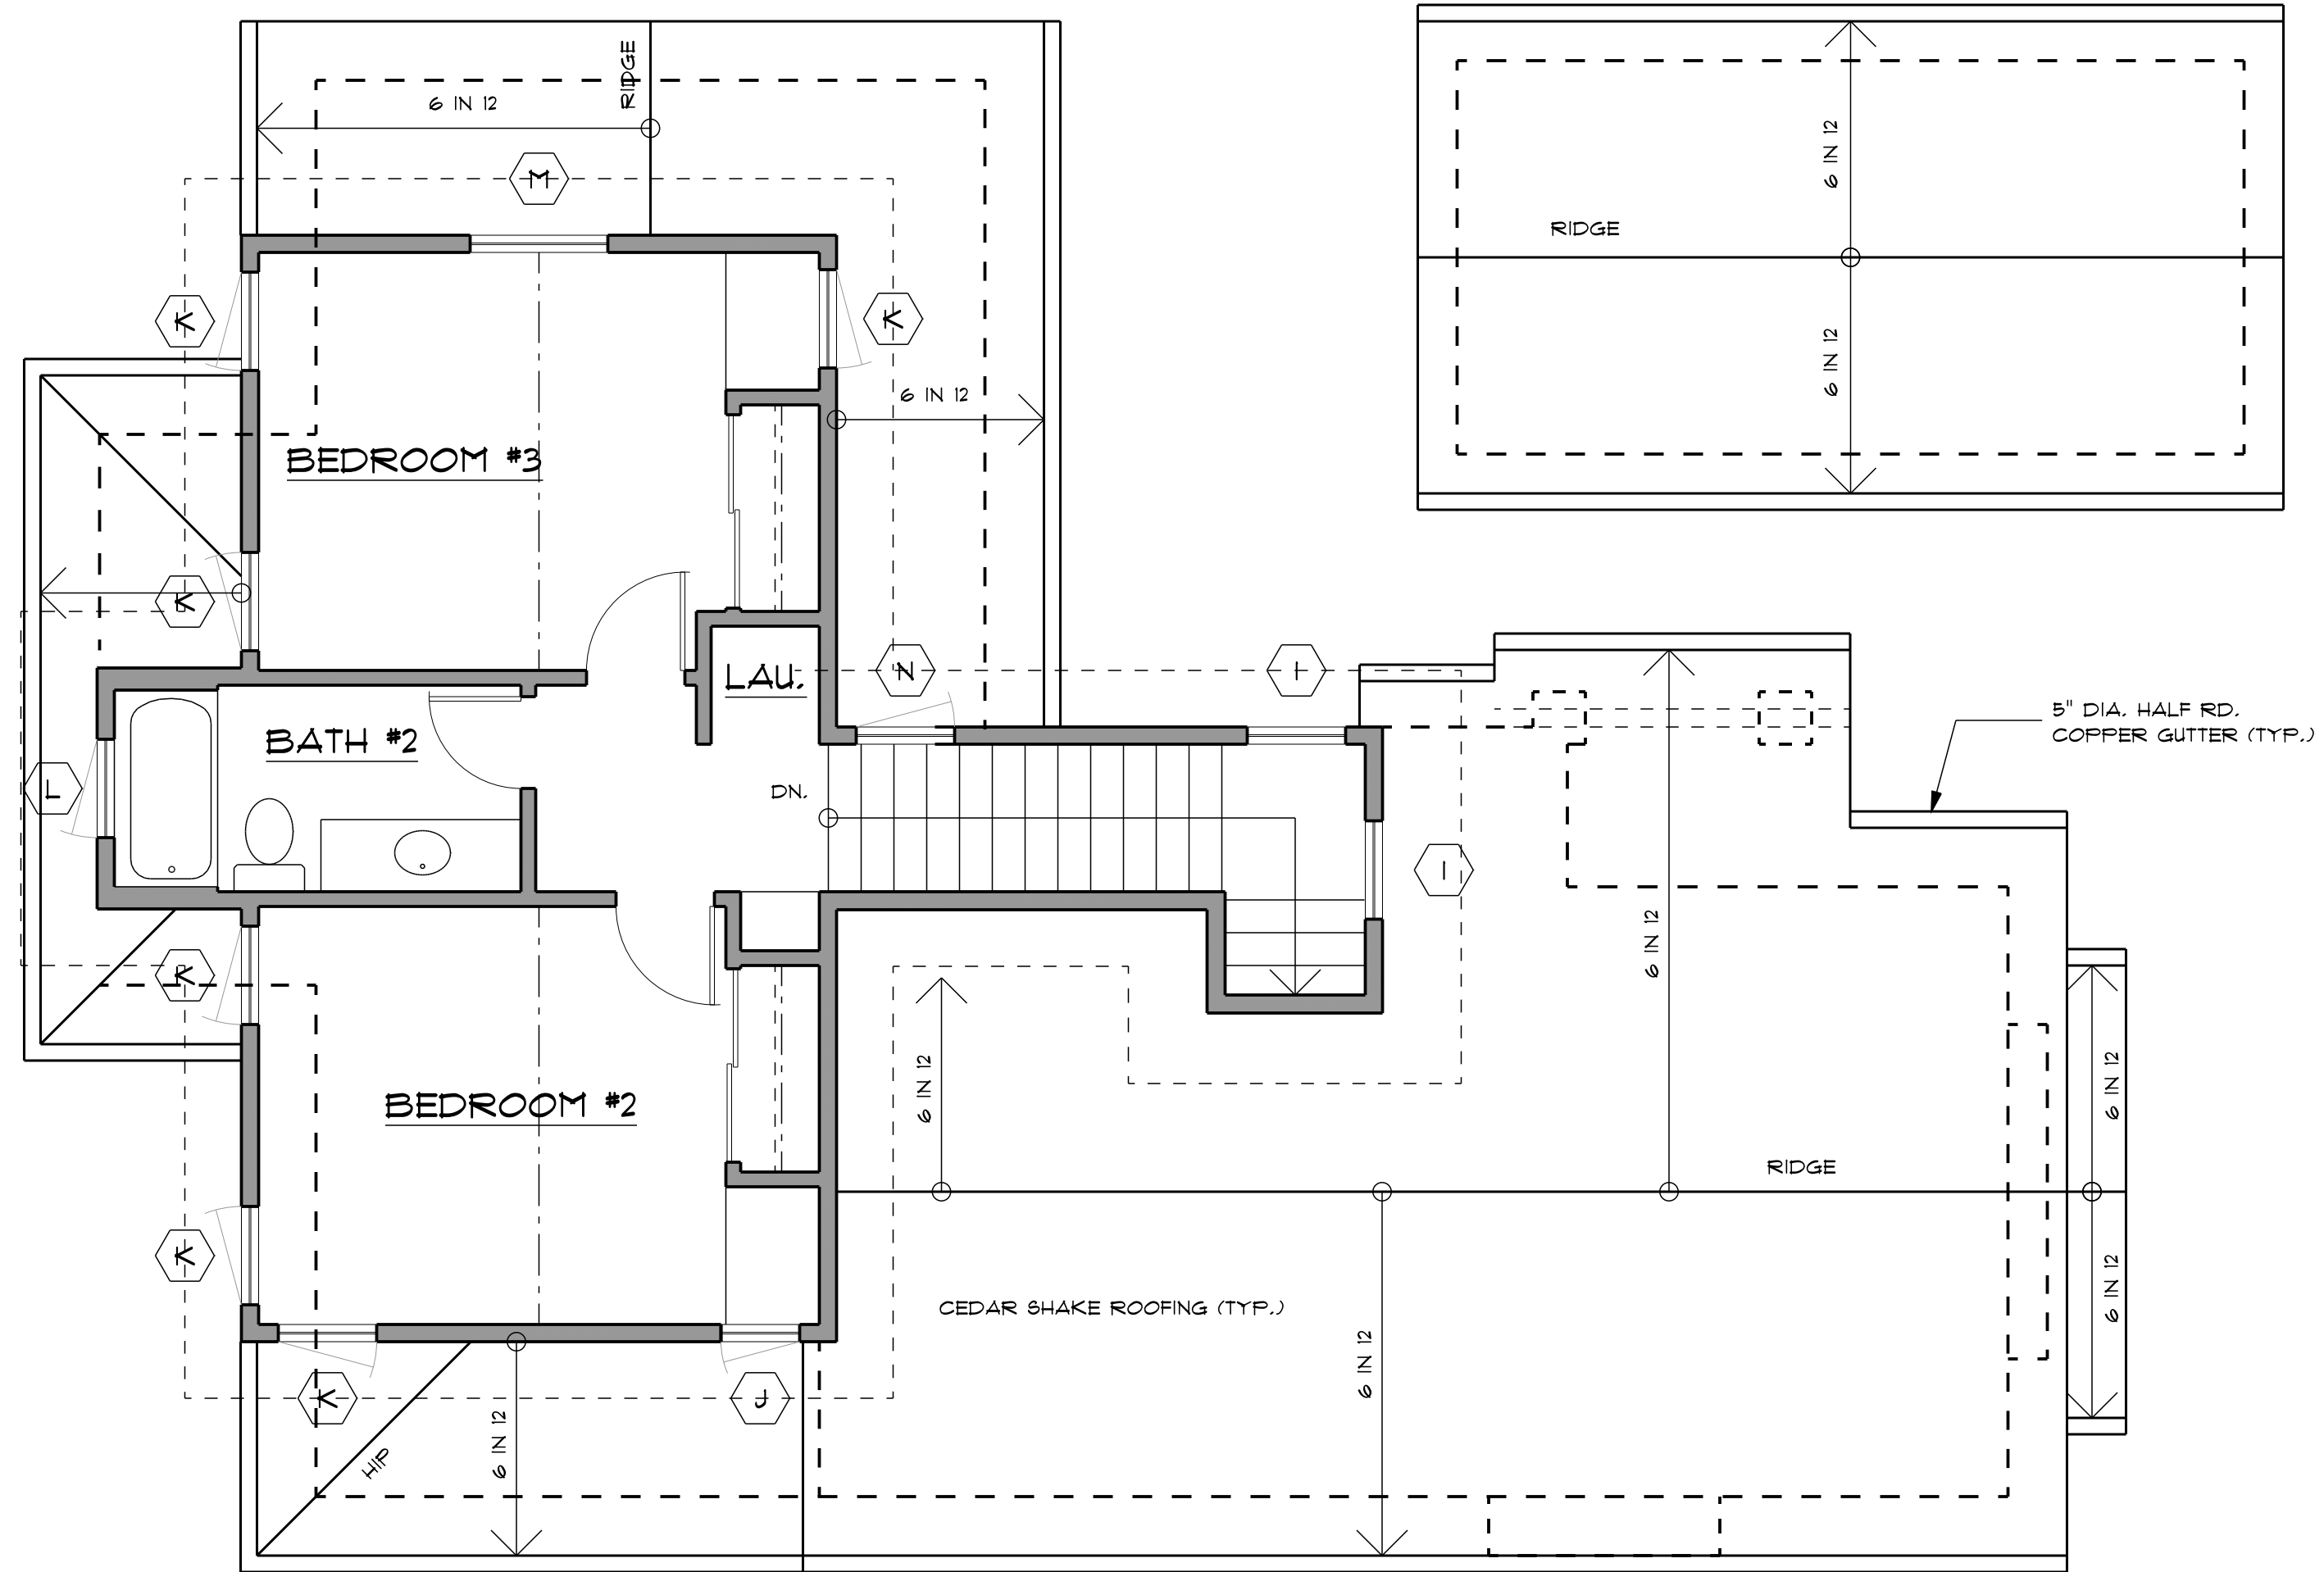 RIDGE
6 IN 12
M
6 IN 12
RIDGE
6 IN 12
K
K
6 IN 12
BEDROOM #3
K
LAU.
N
I
5" DIA. HALF RD.
COPPER GUTTER (TYP.)
BATH #2
L
DN.
I
6 IN 12
K
6 IN 12
6 IN 12
BEDROOM #2
RIDGE
K
6 IN 12
CEDAR SHAKE ROOFING (TYP.)
6 IN 12
K
J
6 IN 12
HIP